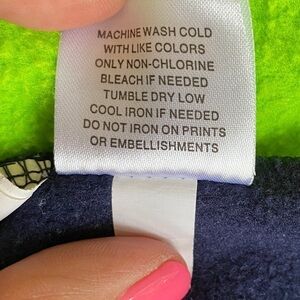 MACHINE WASH COLD
WITH LIKE COLORS
ONLY NON-CHLORINE
BLEACH IF NEEDED
TUMBLE DRY LOW
COOL IRON IF NEEDED
DO NOT IRON ON PRINTS
OR EMBELLISHMENTS